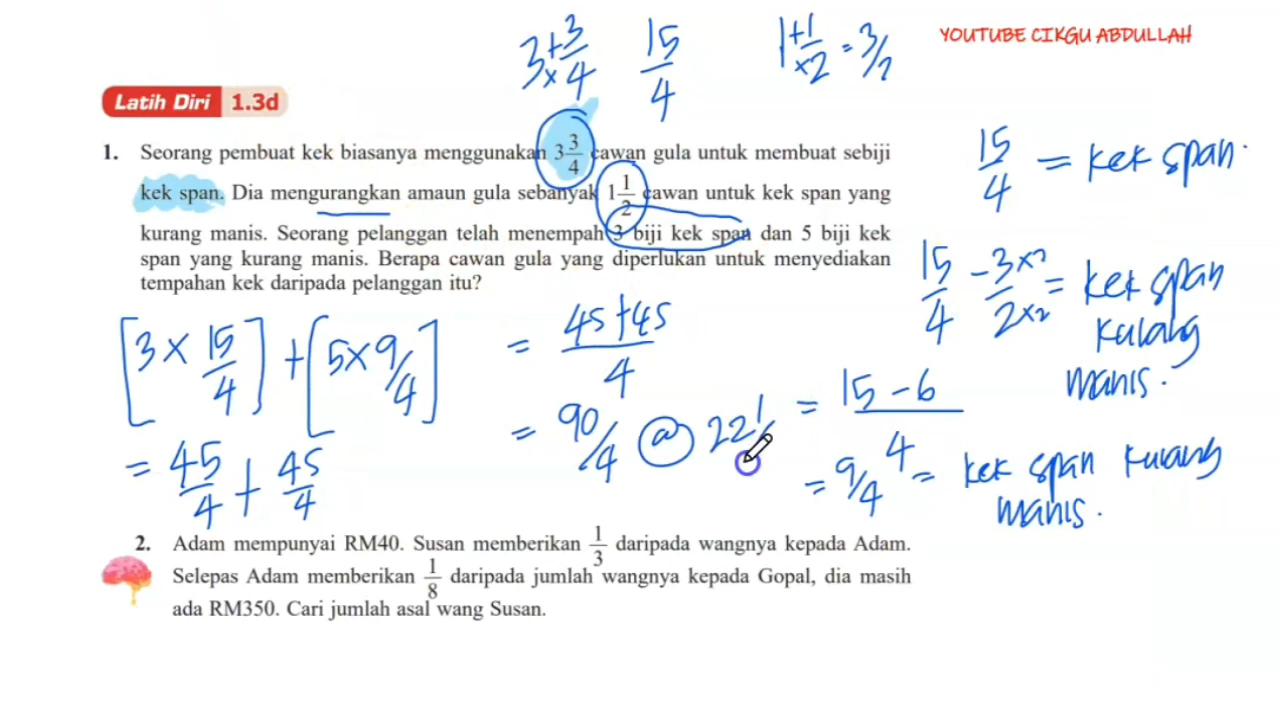 YOUTUBE CIKGU ABDULLAH
3 + 3/4 × 15/4 1 + 1/2 × = 3/2
Latih Diri 1.3d
1. Seorang pembuat kek biasanya menggunakan 3 3/4 cawan gula untuk membuat sebiji
kek span. Dia mengurangkan amaun gula sebanyak 1 1/2 cawan untuk kek span yang
kurang manis. Seorang pelanggan telah menempah 3 biji kek span dan 5 biji kek
span yang kurang manis. Berapa cawan gula yang diperlukan untuk menyediakan
tempahan kek daripada pelanggan itu?
15/4 = kek span.
15/4 - 3×2/2×2 = kek span
kurang
manis.
= 15 - 6/4
= 9/4 = kek span kurang
manis.
[3 × 15/4] + [5 × 9/4]
= 45/4 + 45/4
= 45 + 45/4
= 90/4 @ 22 1/
2. Adam mempunyai RM40. Susan memberikan 1/3 daripada wangnya kepada Adam.
Selepas Adam memberikan 1/8 daripada jumlah wangnya kepada Gopal, dia masih
ada RM350. Cari jumlah asal wang Susan.